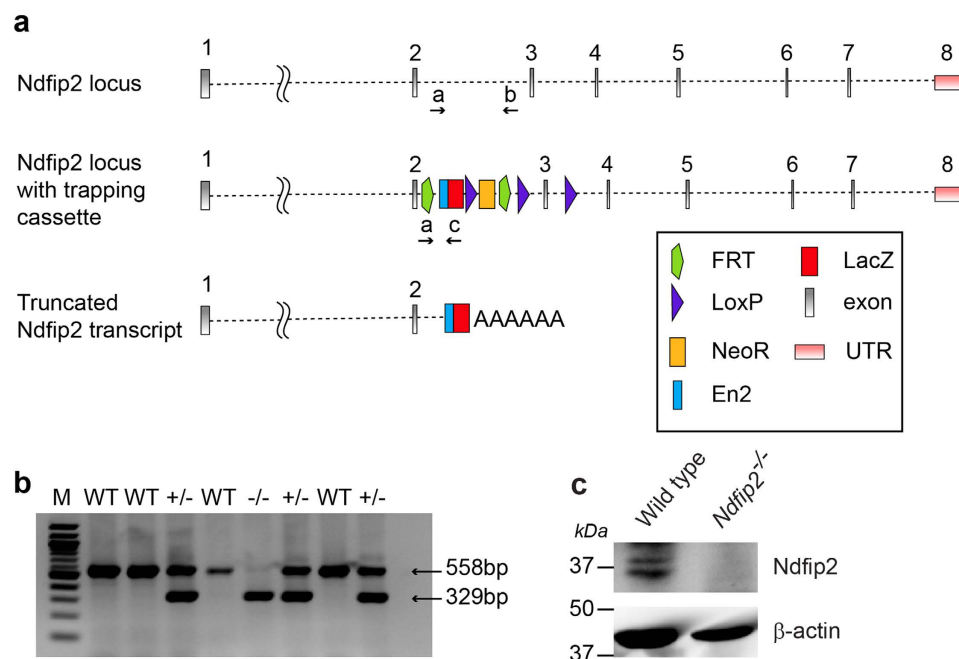 a
1 2 3 4 5 6 7 8
Ndfip2 locus
a b
1 2 3 4 5 6 7 8
Ndfip2 locus
with trapping
cassette
a c
1 2
Truncated
Ndfip2 transcript
AAAAAA
FRT LacZ
LoxP exon
NeoR UTR
En2
b
M WT WT +/- WT -/- +/- WT +/-
558bp
329bp
c
Wild type Ndfip2-/-
kDa
37 Ndfip2
50
β-actin
37